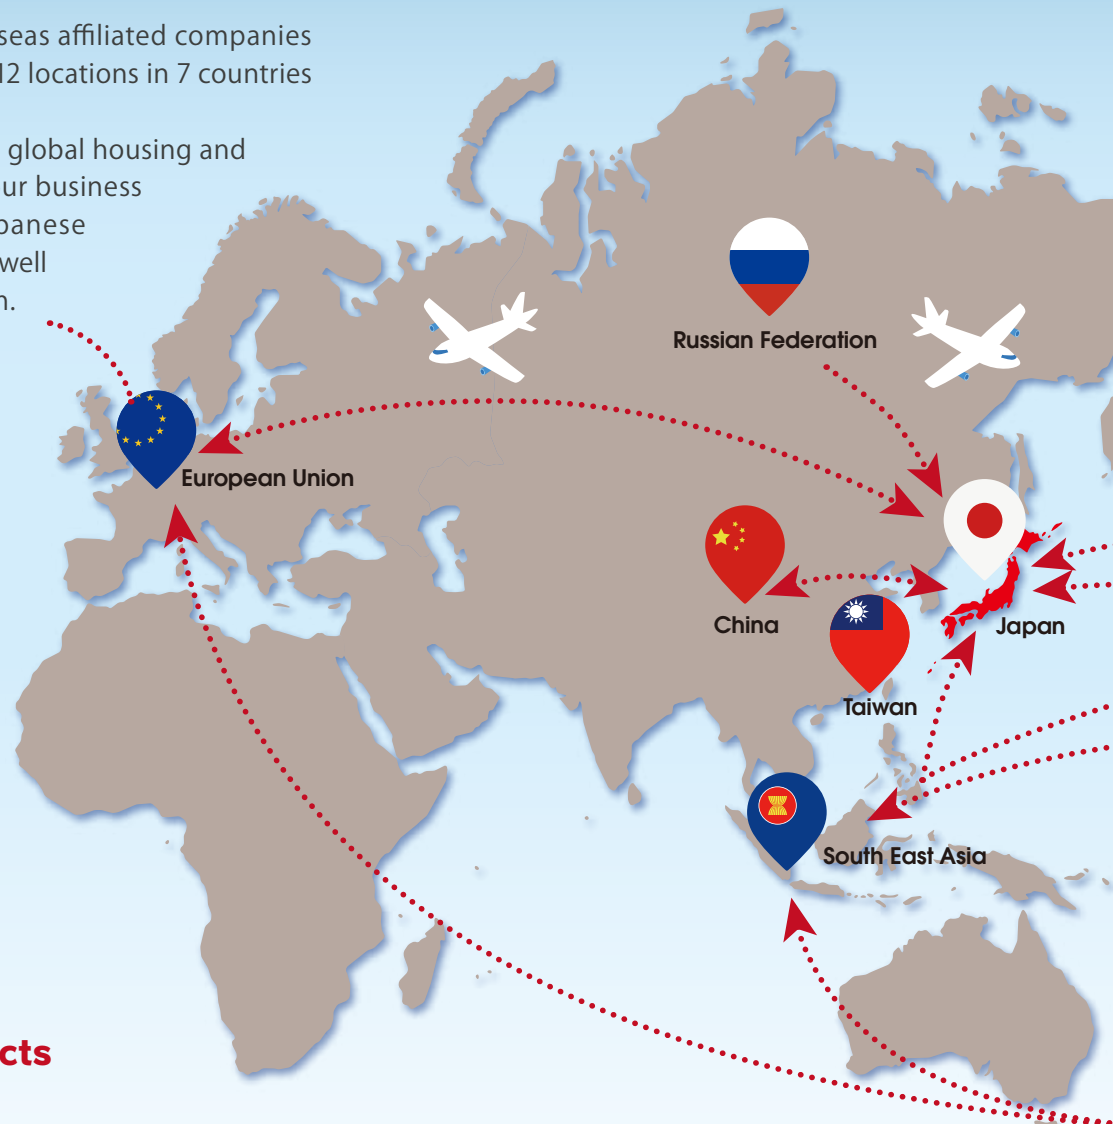 seas affiliated companies
12 locations in 7 countries
global housing and
ur business
panese
well
n.
Russian Federation
European Union
China
Japan
Taiwan
South East Asia
cts